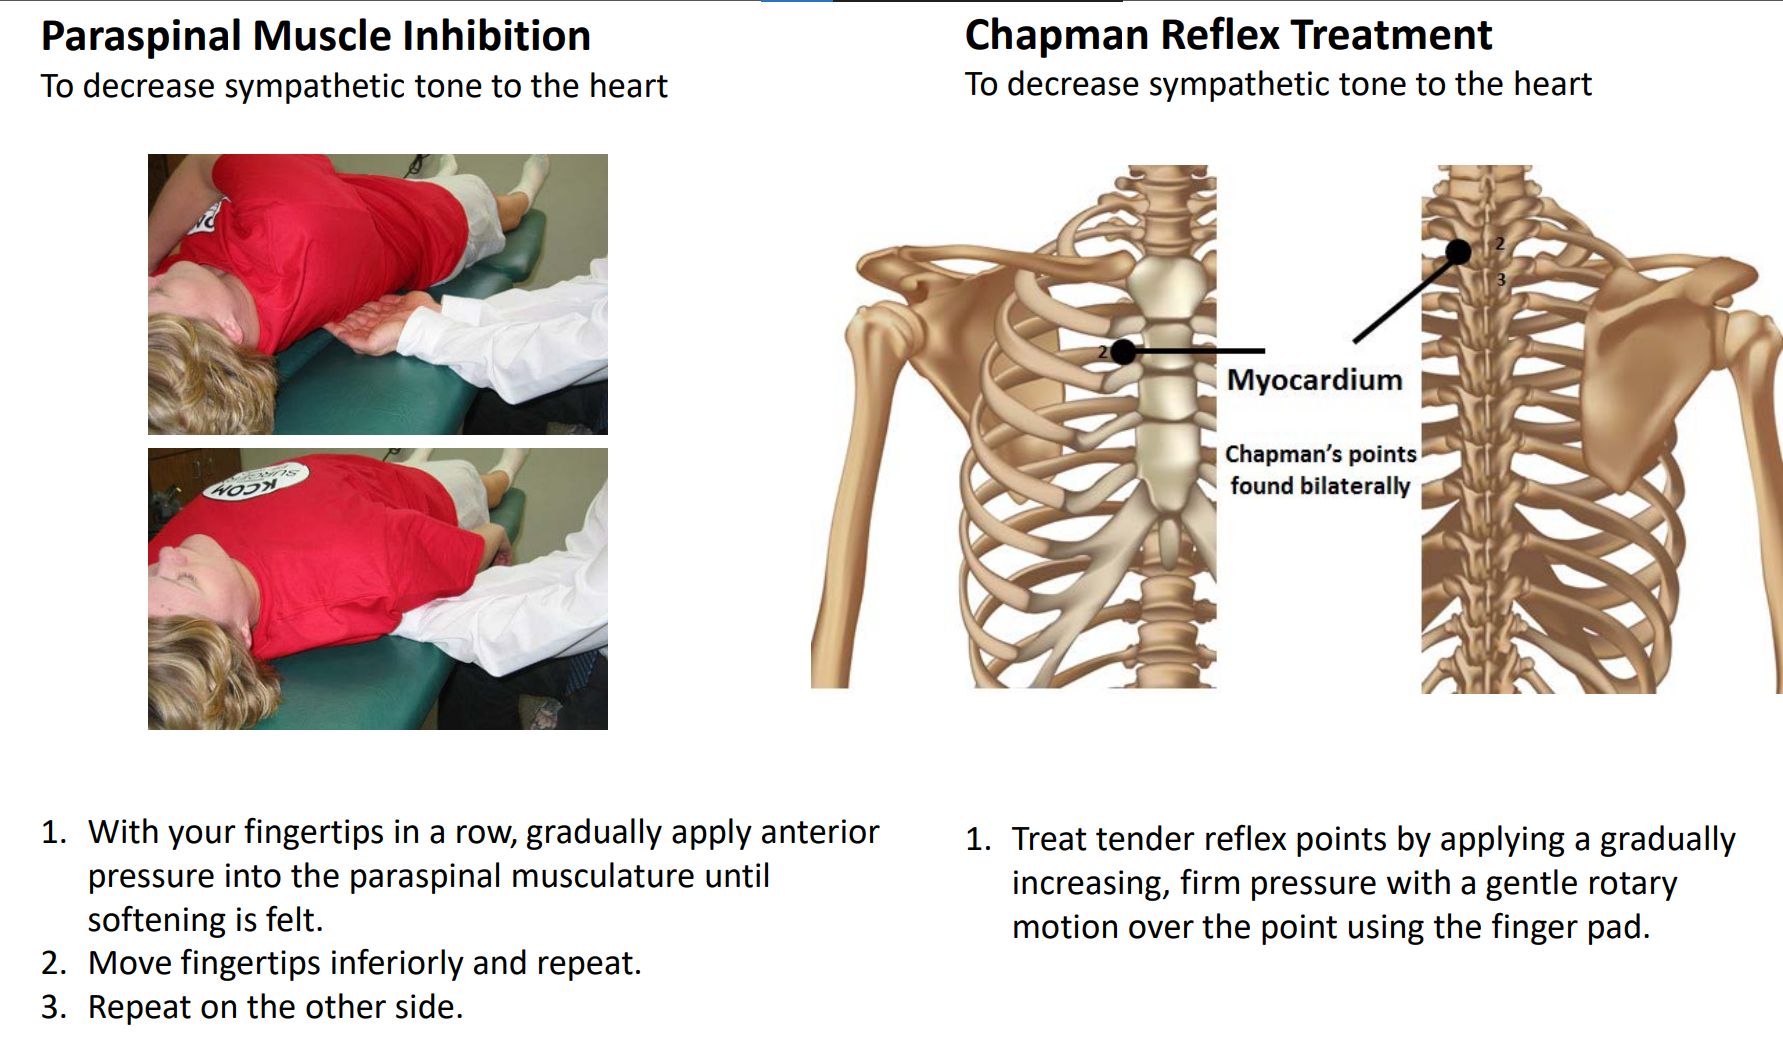 Paraspinal Muscle Inhibition
To decrease sympathetic tone to the heart
KCOM
1. With your fingertips in a row, gradually apply anterior
pressure into the paraspinal musculature until
softening is felt.
2. Move fingertips inferiorly and repeat.
3. Repeat on the other side.
Chapman Reflex Treatment
To decrease sympathetic tone to the heart
2
3
2
Myocardium
Chapman’s points
found bilaterally
1. Treat tender reflex points by applying a gradually
increasing, firm pressure with a gentle rotary
motion over the point using the finger pad.